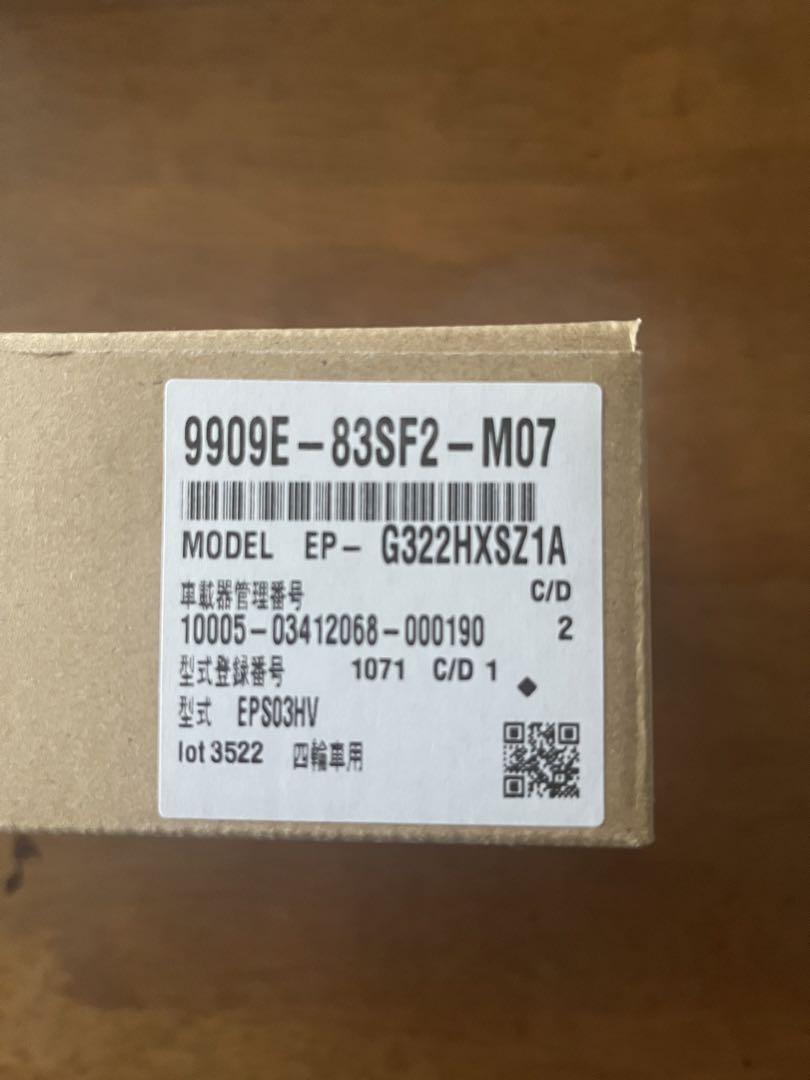 9909E-83SF2-M07
MODEL EP- G322HXSZ1A
車載器管理番号 C/D
10005-03412068-000190 2
型式登録番号 1071 C/D 1
型式 EPS03HV
lot 3522 四輪車用